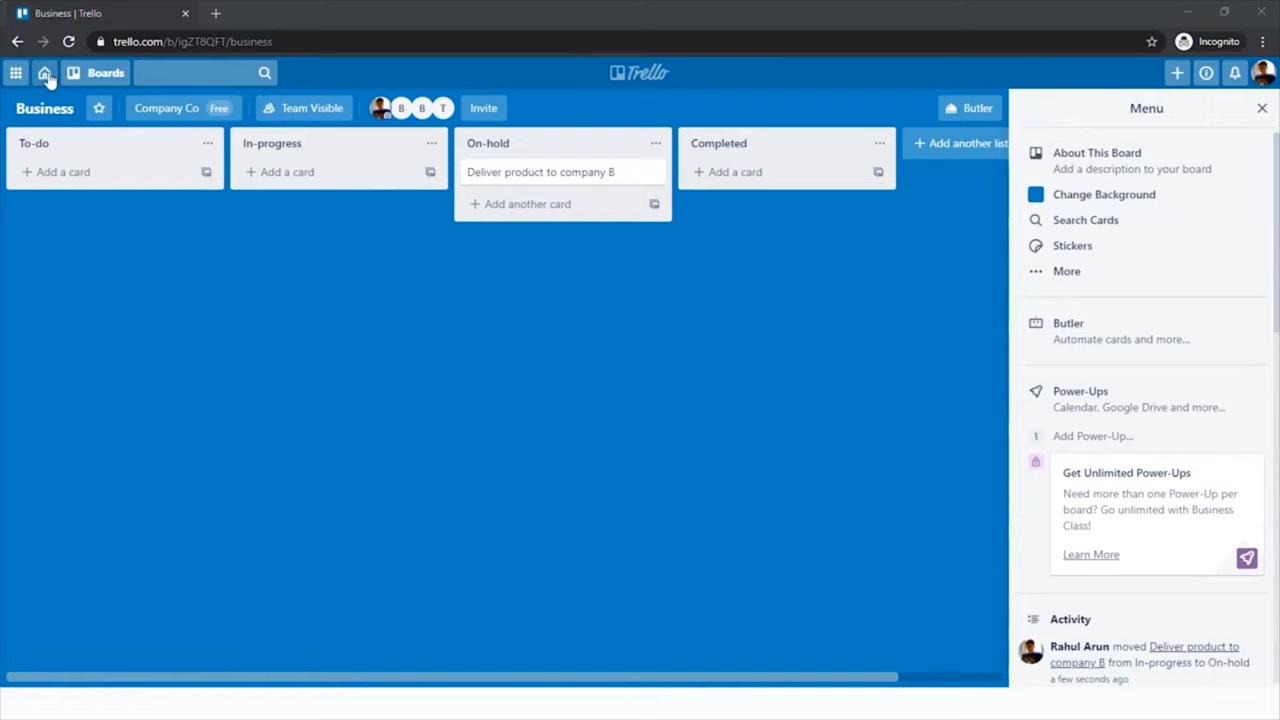 Business | Trello
trello.com/b/igZT8QFT/business
Incognito
Boards
Trello
Business
Company Co Free
Team Visible
B B T
Invite
Butler
Menu
To-do
Add a card
In-progress
Add a card
On-hold
Deliver product to company B
Add another card
Completed
Add a card
Add another list
About This Board
Add a description to your board
Change Background
Search Cards
Stickers
More
Butler
Automate cards and more...
Power-Ups
Calendar, Google Drive and more...
1 Add Power-Up...
Get Unlimited Power-Ups
Need more than one Power-Up per
board? Go unlimited with Business
Class!
Learn More
Activity
Rahul Arun moved Deliver product to
company B from In-progress to On-hold
a few seconds ago